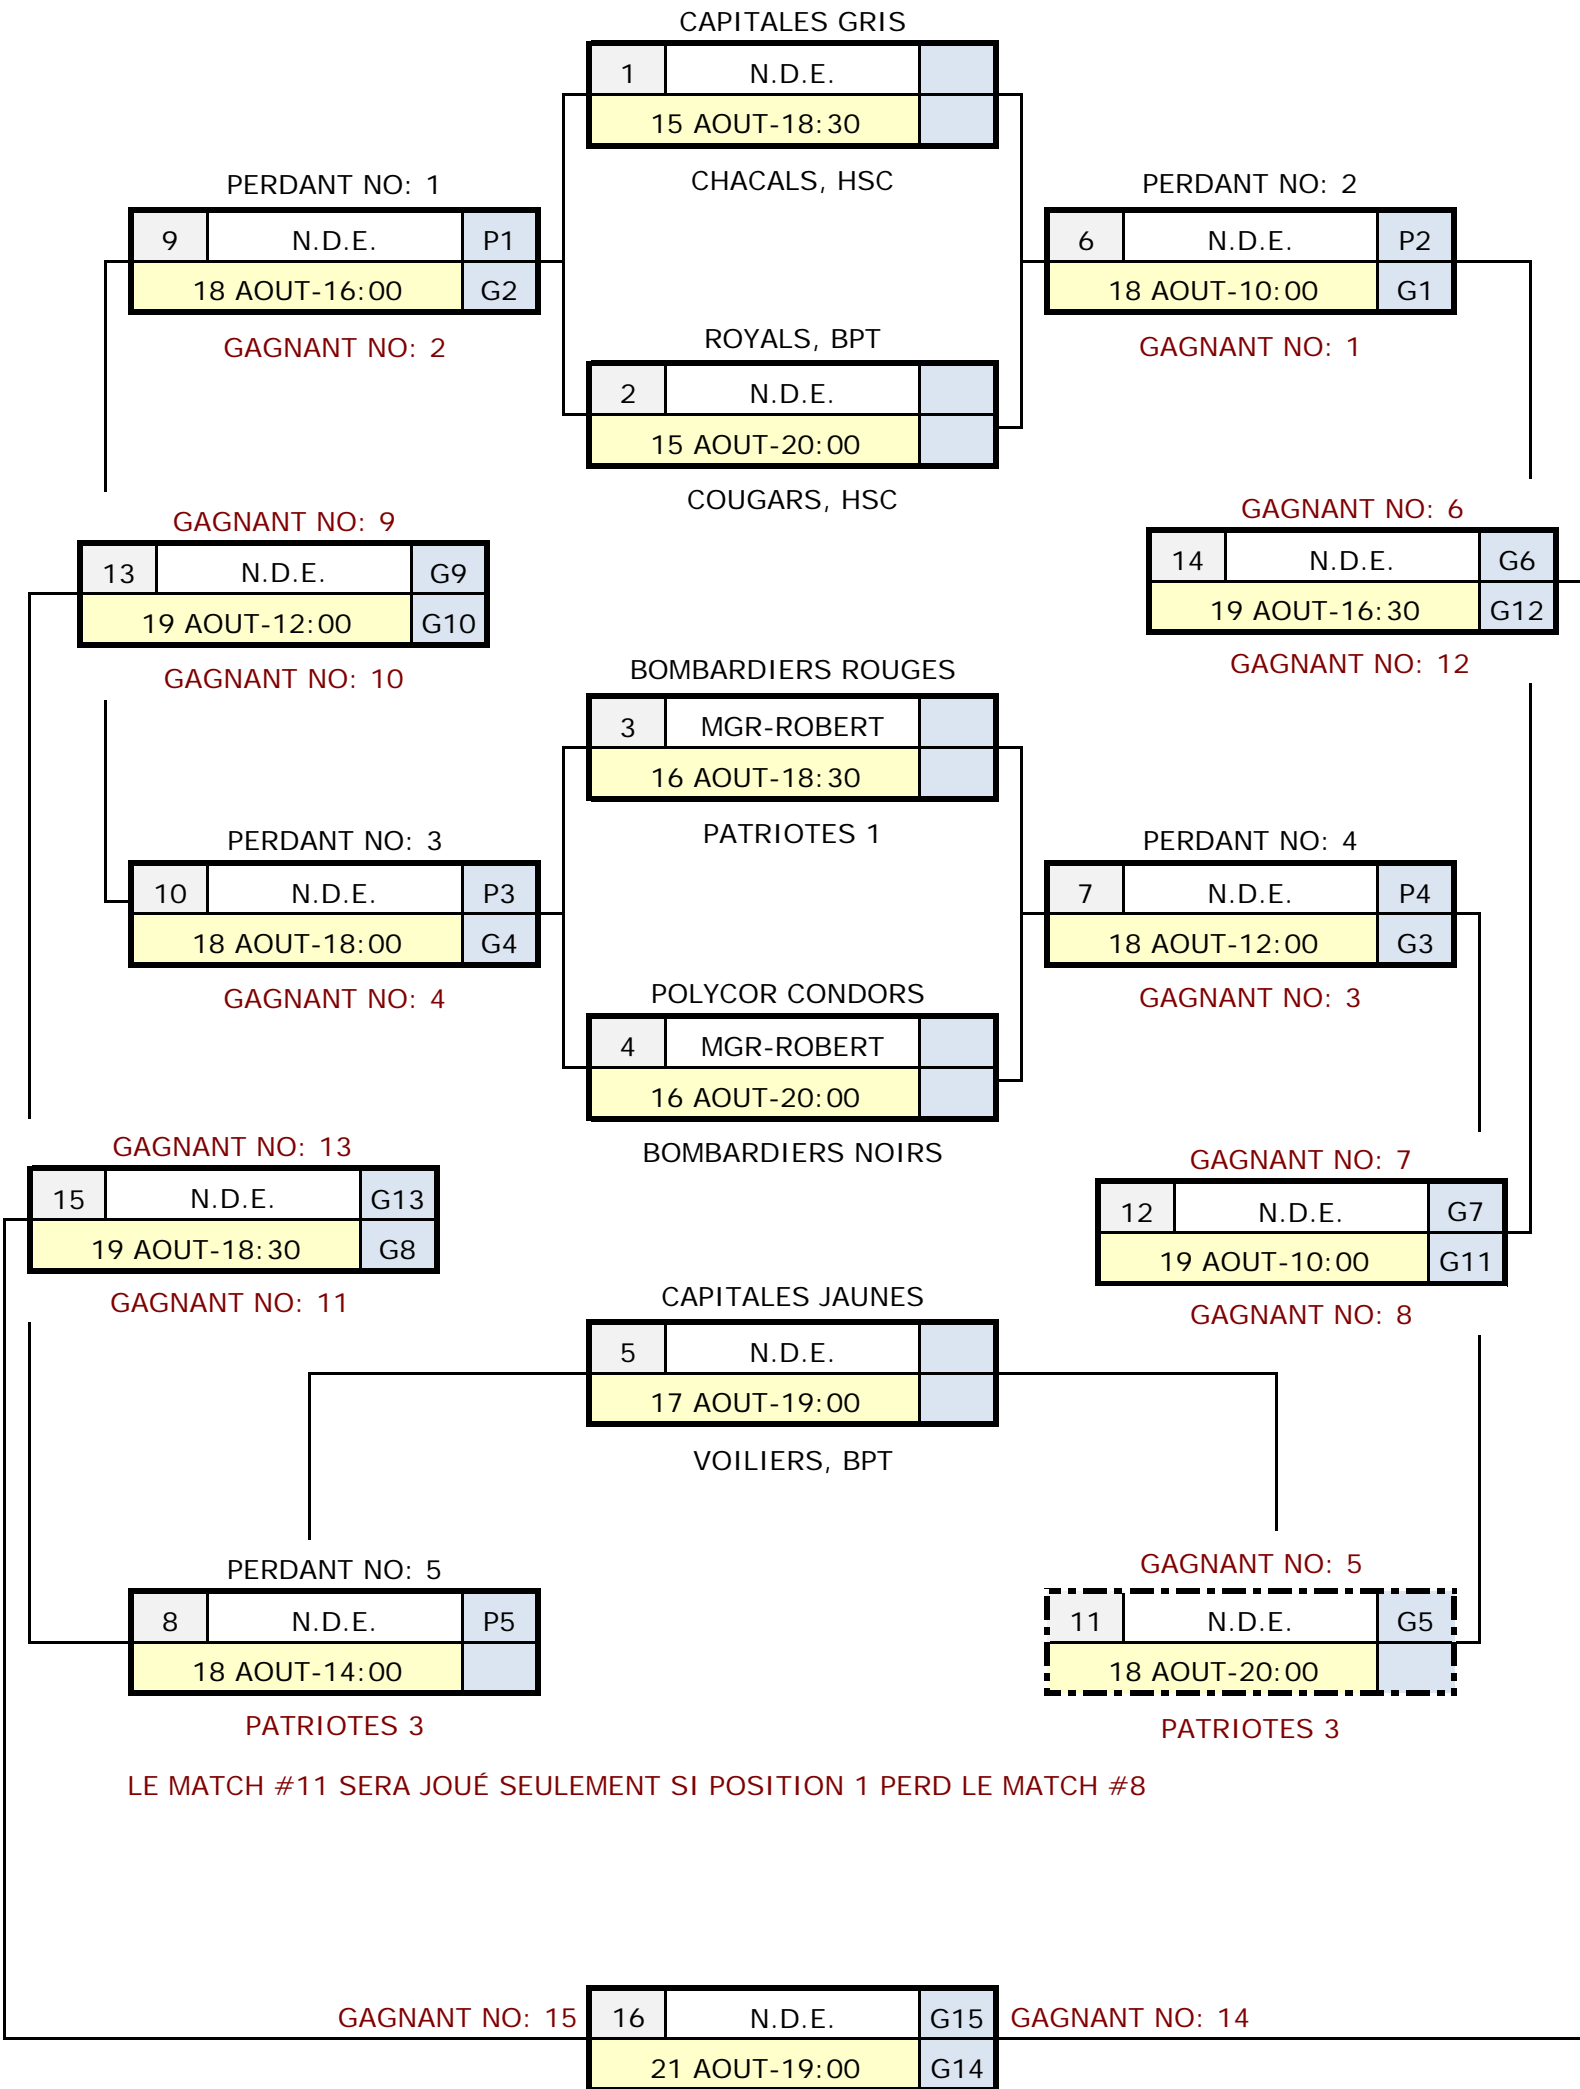 CAPITALES GRIS
1 N.D.E.
15 AOUT-18:30
CHACALS, HSC
PERDANT NO: 1
9 N.D.E. P1
18 AOUT-16:00 G2
GAGNANT NO: 2
PERDANT NO: 2
6 N.D.E. P2
18 AOUT-10:00 G1
GAGNANT NO: 1
ROYALS, BPT
2 N.D.E.
15 AOUT-20:00
COUGARS, HSC
GAGNANT NO: 9
13 N.D.E. G9
19 AOUT-12:00 G10
GAGNANT NO: 10
GAGNANT NO: 6
14 N.D.E. G6
19 AOUT-16:30 G12
GAGNANT NO: 12
BOMBARDIERS ROUGES
3 MGR-ROBERT
16 AOUT-18:30
PATRIOTES 1
PERDANT NO: 3
10 N.D.E. P3
18 AOUT-18:00 G4
GAGNANT NO: 4
PERDANT NO: 4
7 N.D.E. P4
18 AOUT-12:00 G3
GAGNANT NO: 3
POLYCOR CONDORS
4 MGR-ROBERT
16 AOUT-20:00
BOMBARDIERS NOIRS
GAGNANT NO: 13
15 N.D.E. G13
19 AOUT-18:30 G8
GAGNANT NO: 11
GAGNANT NO: 7
12 N.D.E. G7
19 AOUT-10:00 G11
GAGNANT NO: 8
CAPITALES JAUNES
5 N.D.E.
17 AOUT-19:00
VOILIERS, BPT
PERDANT NO: 5
8 N.D.E. P5
18 AOUT-14:00
PATRIOTES 3
GAGNANT NO: 5
11 N.D.E. G5
18 AOUT-20:00
PATRIOTES 3
LE MATCH #11 SERA JOUÉ SEULEMENT SI POSITION 1 PERD LE MATCH #8
GAGNANT NO: 15 16 N.D.E. G15 GAGNANT NO: 14
21 AOUT-19:00 G14